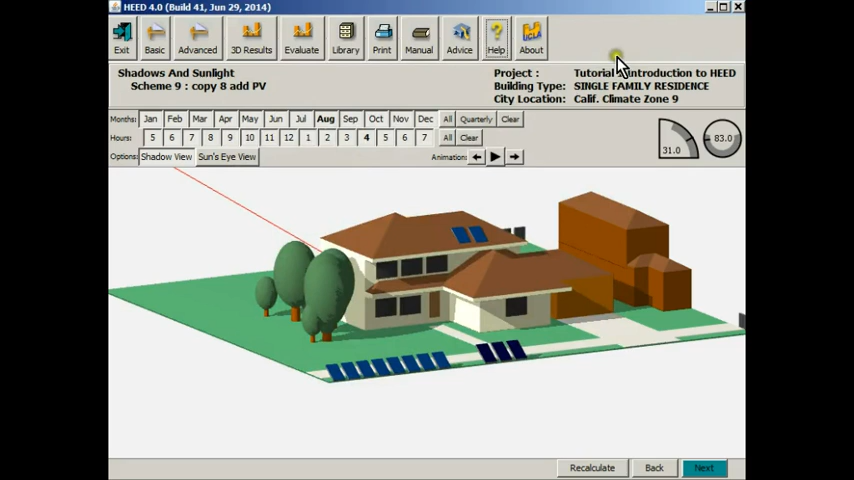 HEED 4.0 (Build 41, Jun 29, 2014)
Exit Basic Advanced 3D Results Evaluate Library Print Manual Advice Help About
Shadows And Sunlight
Scheme 9 : copy 8 add PV
Project : Tutorial Introduction to HEED
Building Type: SINGLE FAMILY RESIDENCE
City Location: Calif. Climate Zone 9
Months: Jan Feb Mar Apr May Jun Jul Aug Sep Oct Nov Dec All Quarterly Clear
Hours: 5 6 7 8 9 10 11 12 1 2 3 4 5 6 7 All Clear
Options: Shadow View Sun's Eye View Animation:
31.0
83.0
Recalculate Back Next